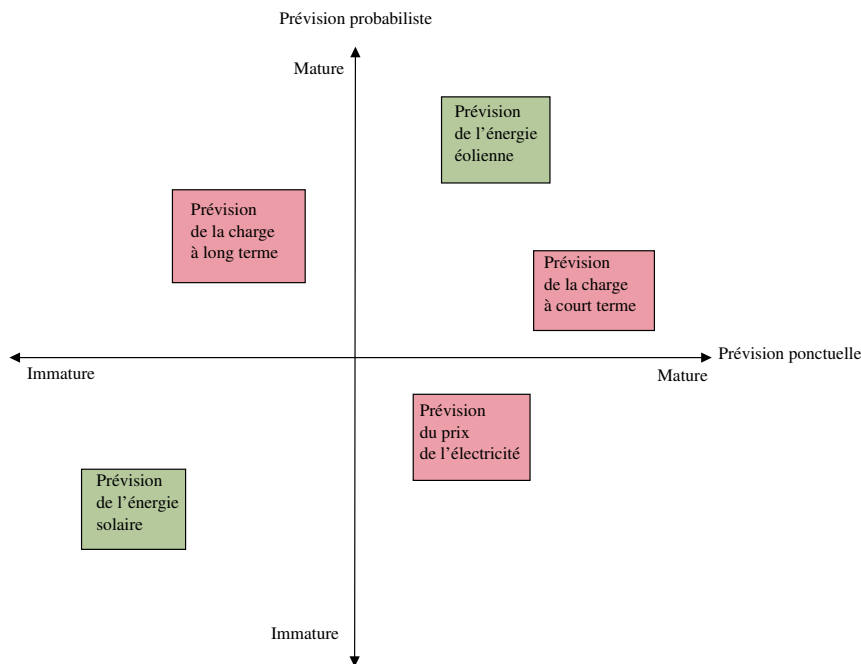 Prévision probabiliste
Mature
Prévision
de l’énergie
éolienne
Prévision
de la charge
à long terme
Prévision
de la charge
à court terme
Prévision ponctuelle
Immature
Mature
Prévision
du prix
de l’électricité
Prévision
de l’énergie
solaire
Immature